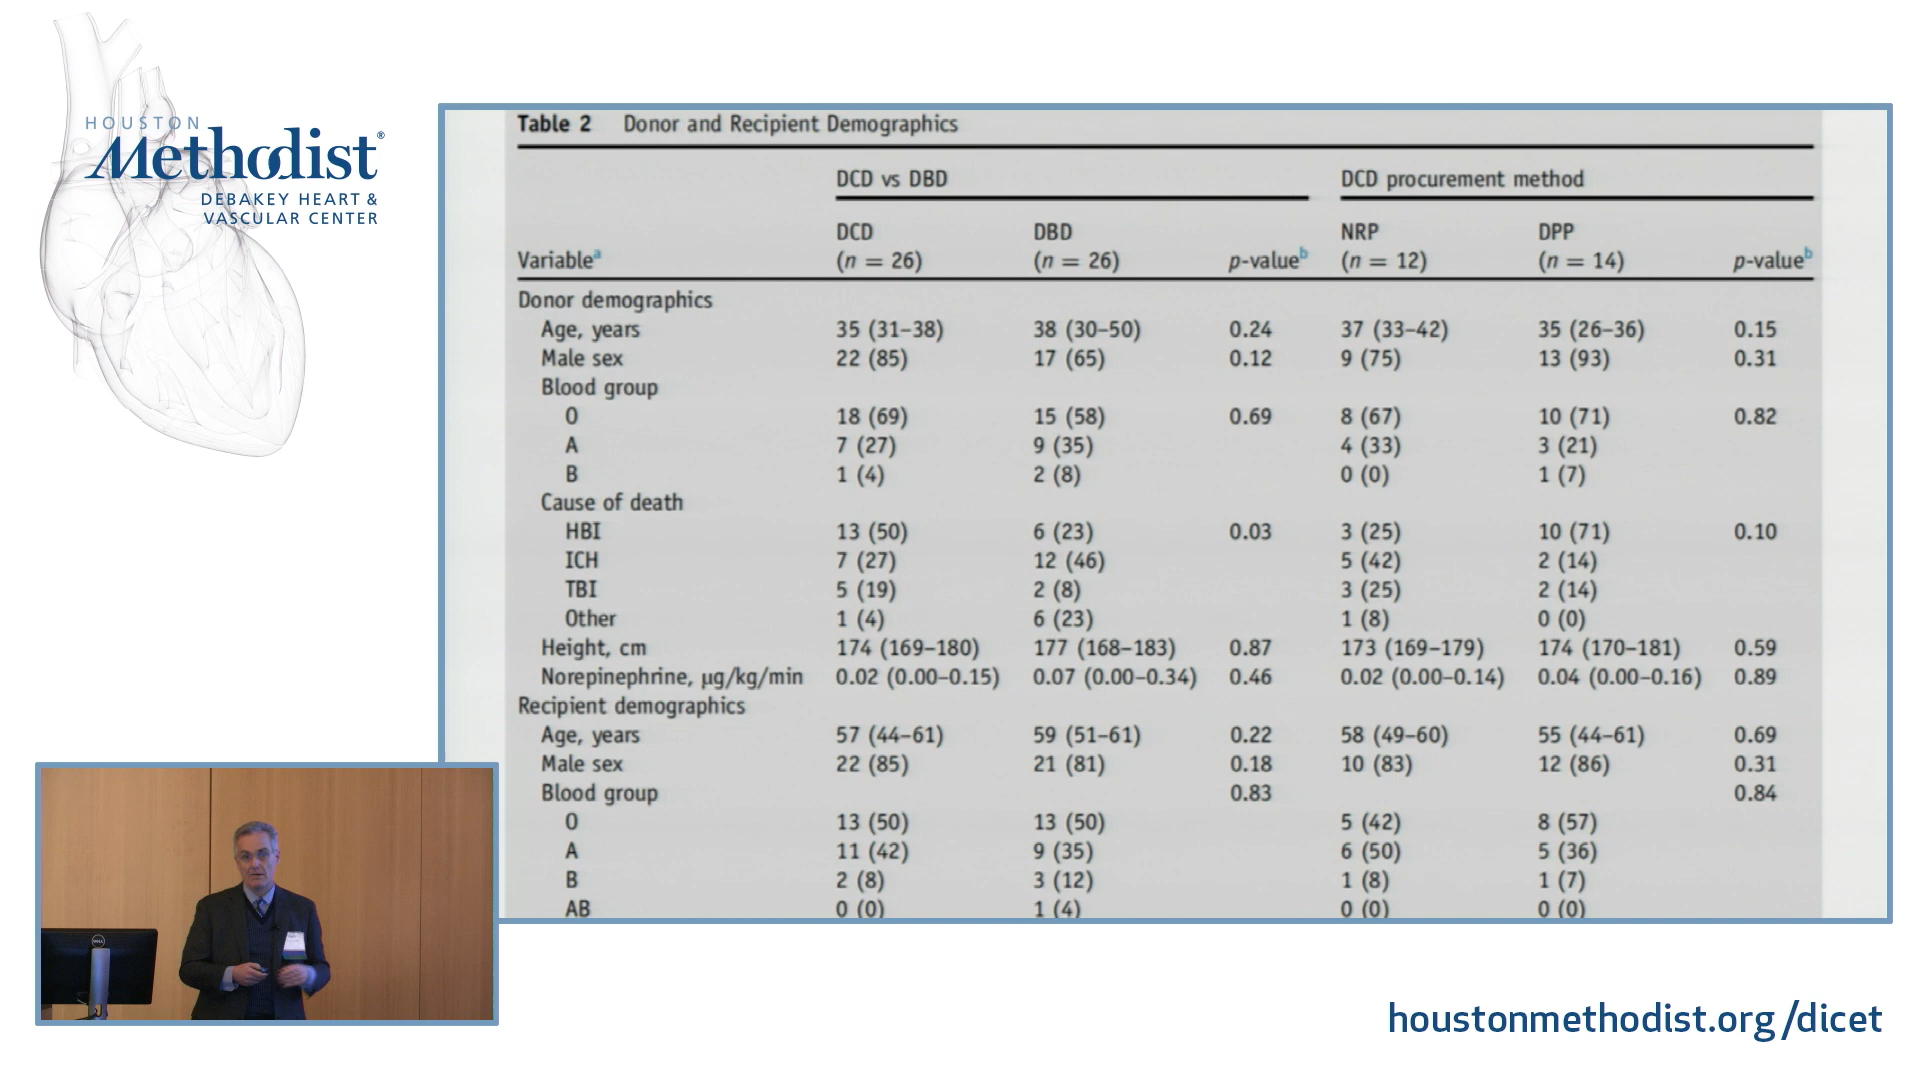 HOUSTON
Methodist®
DEBAKEY HEART &
VASCULAR CENTER
Table 2 Donor and Recipient Demographics
DCD vs DBD DCD procurement method
DCD DBD NRP DPP
Variableᵃ (n = 26) (n = 26) p-valueᵇ (n = 12) (n = 14) p-valueᵇ
Donor demographics
Age, years 35 (31–38) 38 (30–50) 0.24 37 (33–42) 35 (26–36) 0.15
Male sex 22 (85) 17 (65) 0.12 9 (75) 13 (93) 0.31
Blood group
O 18 (69) 15 (58) 0.69 8 (67) 10 (71) 0.82
A 7 (27) 9 (35) 4 (33) 3 (21)
B 1 (4) 2 (8) 0 (0) 1 (7)
Cause of death
HBI 13 (50) 6 (23) 0.03 3 (25) 10 (71) 0.10
ICH 7 (27) 12 (46) 5 (42) 2 (14)
TBI 5 (19) 2 (8) 3 (25) 2 (14)
Other 1 (4) 6 (23) 1 (8) 0 (0)
Height, cm 174 (169–180) 177 (168–183) 0.87 173 (169–179) 174 (170–181) 0.59
Norepinephrine, μg/kg/min 0.02 (0.00–0.15) 0.07 (0.00–0.34) 0.46 0.02 (0.00–0.14) 0.04 (0.00–0.16) 0.89
Recipient demographics
Age, years 57 (44–61) 59 (51–61) 0.22 58 (49–60) 55 (44–61) 0.69
Male sex 22 (85) 21 (81) 0.18 10 (83) 12 (86) 0.31
Blood group 0.83 0.84
O 13 (50) 13 (50) 5 (42) 8 (57)
A 11 (42) 9 (35) 6 (50) 5 (36)
B 2 (8) 3 (12) 1 (8) 1 (7)
AB 0 (0) 1 (4) 0 (0) 0 (0)
DELL
houstonmethodist.org/dicet